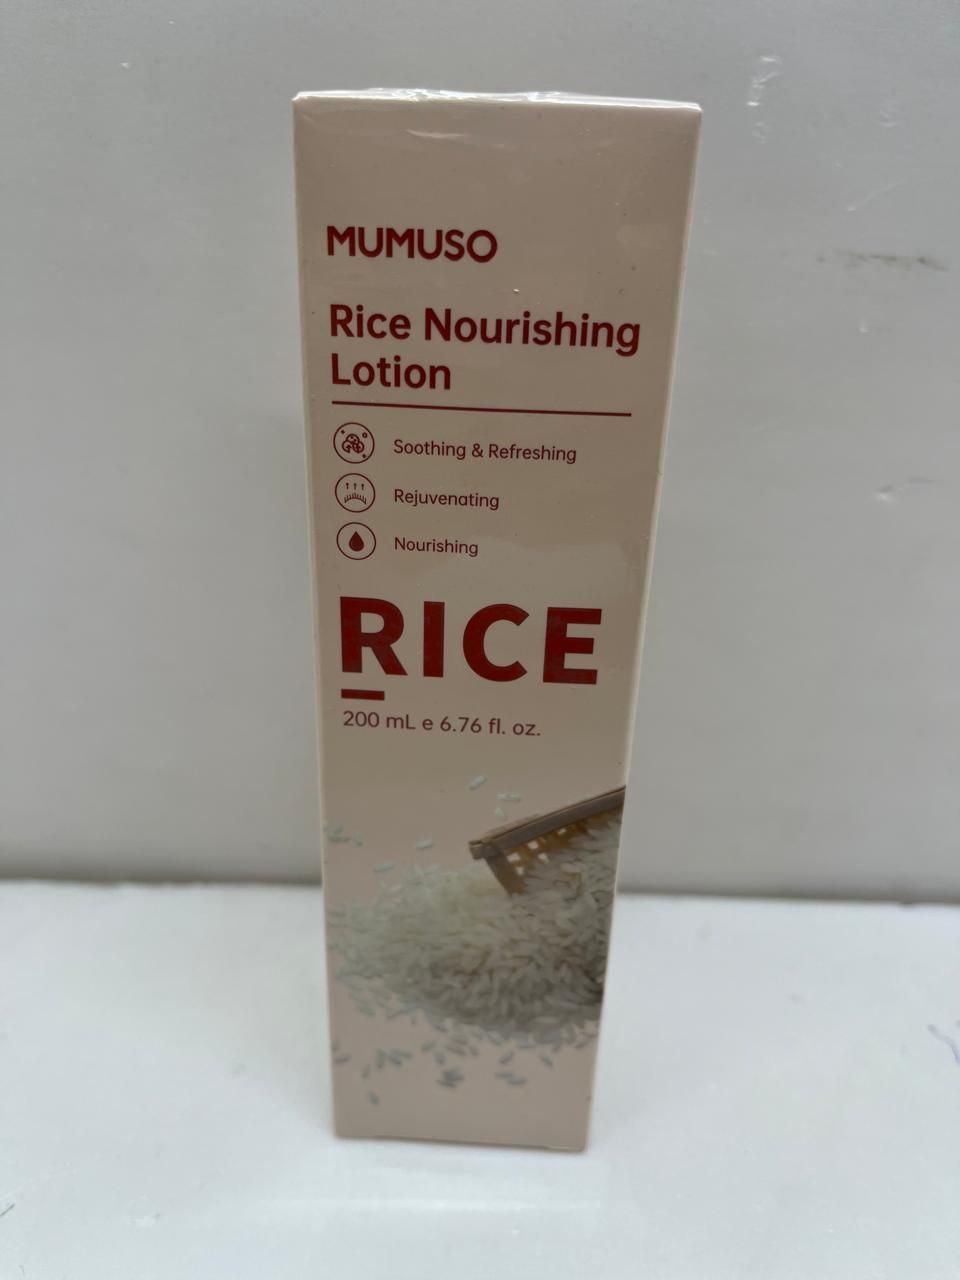 MUMUSO
Rice Nourishing
Lotion
Soothing & Refreshing
Rejuvenating
Nourishing
RICE
200 mL e 6.76 fl. oz.